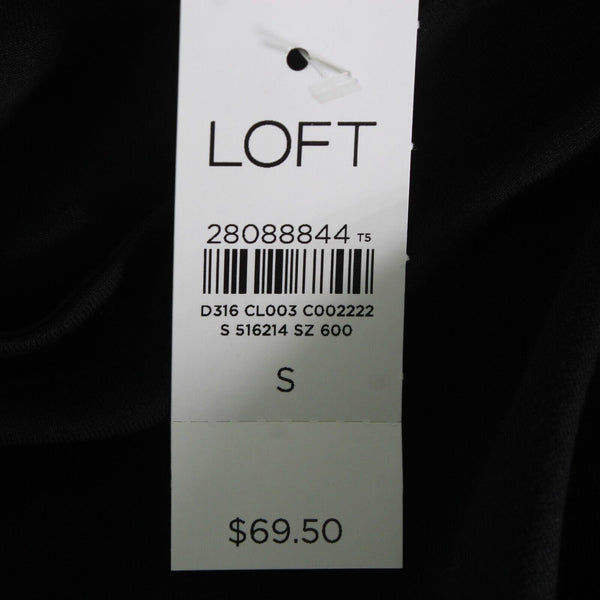 LOFT
28088844 T5
D316 CL003 C002222
S 516214 SZ 600
S
$69.50